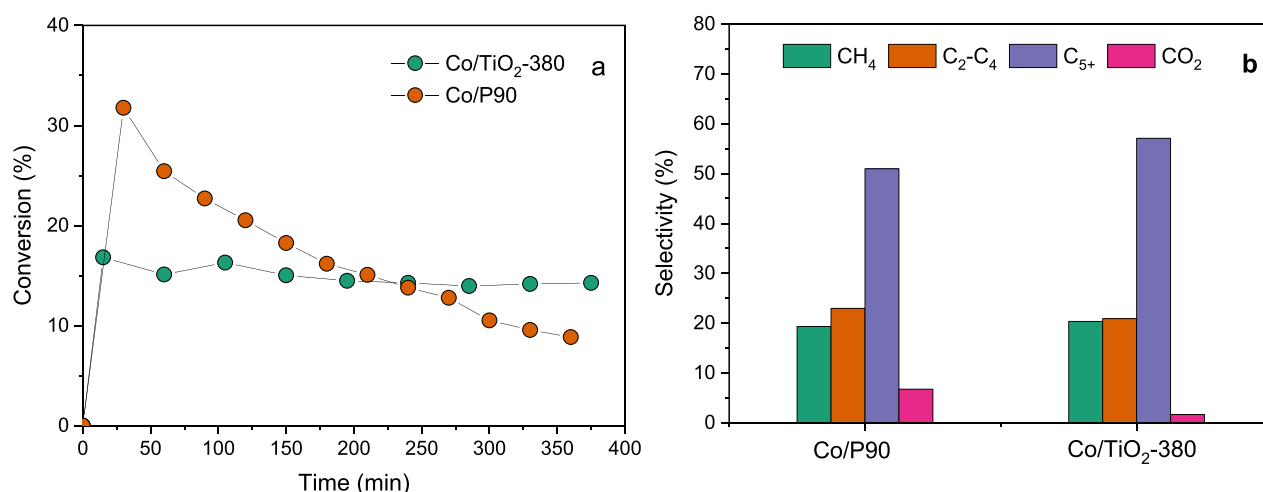 a
Co/TiO₂-380
Co/P90
Conversion (%)
40
30
20
10
0
0 50 100 150 200 250 300 350 400
Time (min)
b
CH₄ C₂-C₄ C₅₊ CO₂
Selectivity (%)
80
70
60
50
40
30
20
10
0
Co/P90 Co/TiO₂-380